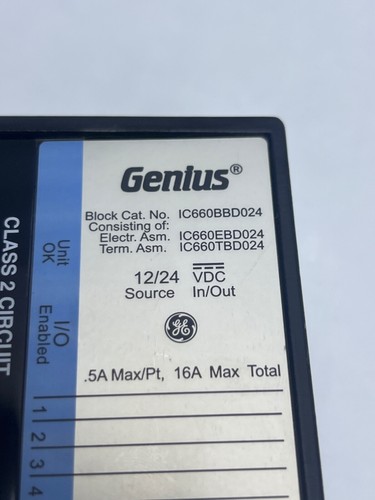 Genius®
Block Cat. No. IC660BBD024
Consisting of:
Electr. Asm. IC660EBD024
Term. Asm. IC660TBD024
12/24 VDC
Source In/Out
GE
.5A Max/Pt, 16A Max Total
Unit
OK
I/O
Enabled
1
2
3
4
CLASS 2 CIRCUIT